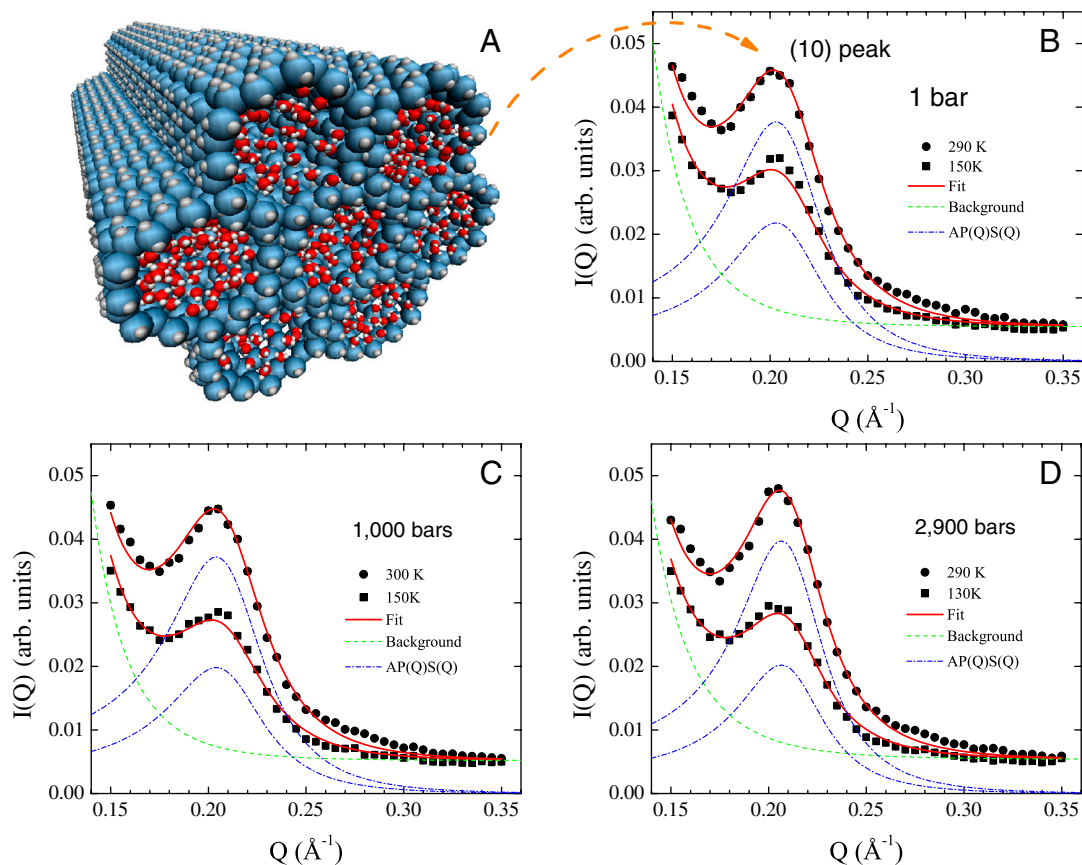 A
B
(10) peak
1 bar
290 K
150K
Fit
Background
AP(Q)S(Q)
I(Q) (arb. units)
0.05
0.04
0.03
0.02
0.01
0.00
0.15 0.20 0.25 0.30 0.35
Q (Å⁻¹)
C
1,000 bars
300 K
150K
Fit
Background
AP(Q)S(Q)
I(Q) (arb. units)
0.05
0.04
0.03
0.02
0.01
0.00
0.15 0.20 0.25 0.30 0.35
Q (Å⁻¹)
D
2,900 bars
290 K
130K
Fit
Background
AP(Q)S(Q)
I(Q) (arb. units)
0.05
0.04
0.03
0.02
0.01
0.00
0.15 0.20 0.25 0.30 0.35
Q (Å⁻¹)